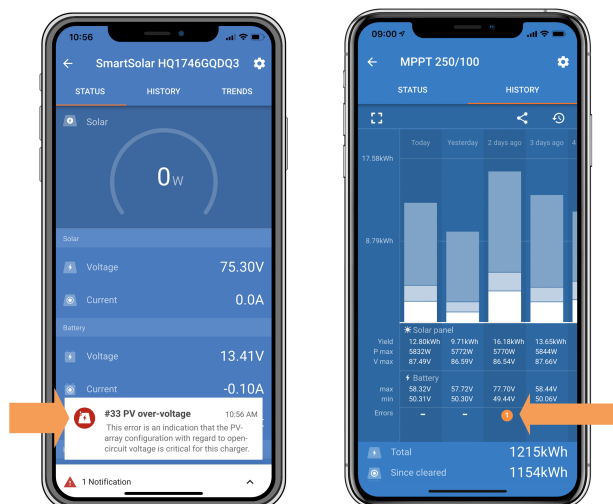 10:56
SmartSolar HQ1746GQDQ3
STATUS HISTORY TRENDS
Solar
0W
Solar
Voltage 75.30V
Current 0.0A
Battery
Voltage 13.41V
Current -0.10A
#33 PV over-voltage 10:56 AM
This error is an indication that the PV-
array configuration with regard to open-
circuit voltage is critical for this charger.
1 Notification
09:00
MPPT 250/100
STATUS HISTORY
Today Yesterday 2 days ago 3 days ago 4
17.58kWh
8.79kWh
Solar panel
Yield 12.80kWh 9.71kWh 16.18kWh 13.65kWh
P max 5832W 5772W 5770W 5844W
V max 87.49V 86.59V 86.54V 87.66V
Battery
max 58.32V 57.72V 77.70V 58.44V
min 50.31V 50.30V 49.44V 50.06V
Errors - - 1
Total 1215kWh
Since cleared 1154kWh